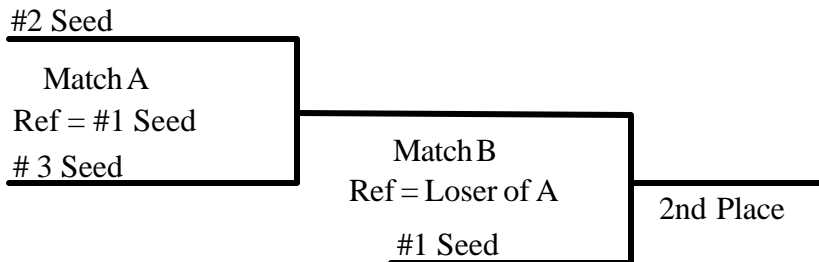 #2 Seed
Match A
Ref = #1 Seed
# 3 Seed
Match B
Ref = Loser of A
2nd Place
#1 Seed